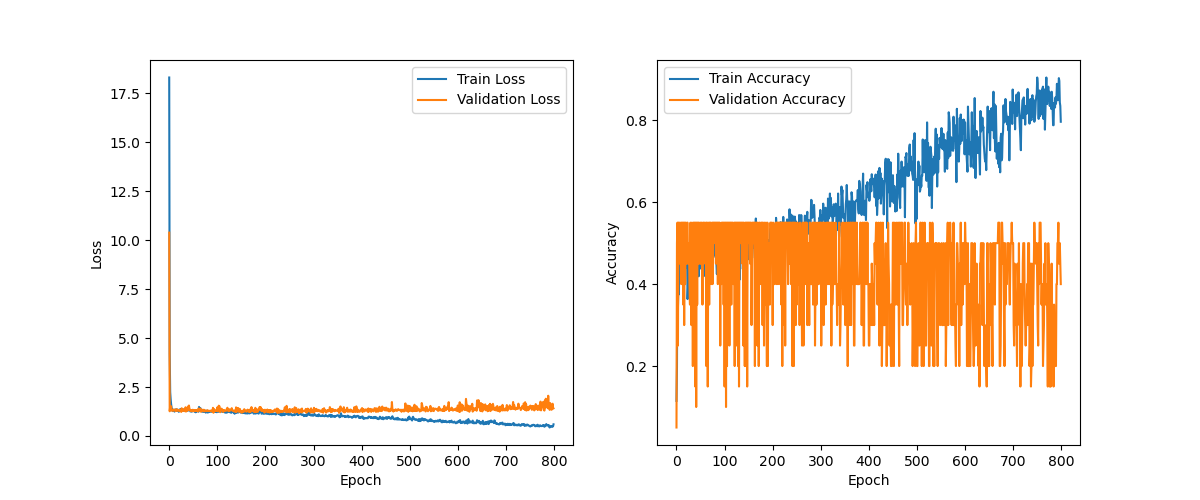 Train Loss
Validation Loss
17.5
15.0
12.5
10.0
7.5
5.0
2.5
0.0
Loss
0 100 200 300 400 500 600 700 800
Epoch
Train Accuracy
Validation Accuracy
0.8
0.6
0.4
0.2
Accuracy
0 100 200 300 400 500 600 700 800
Epoch